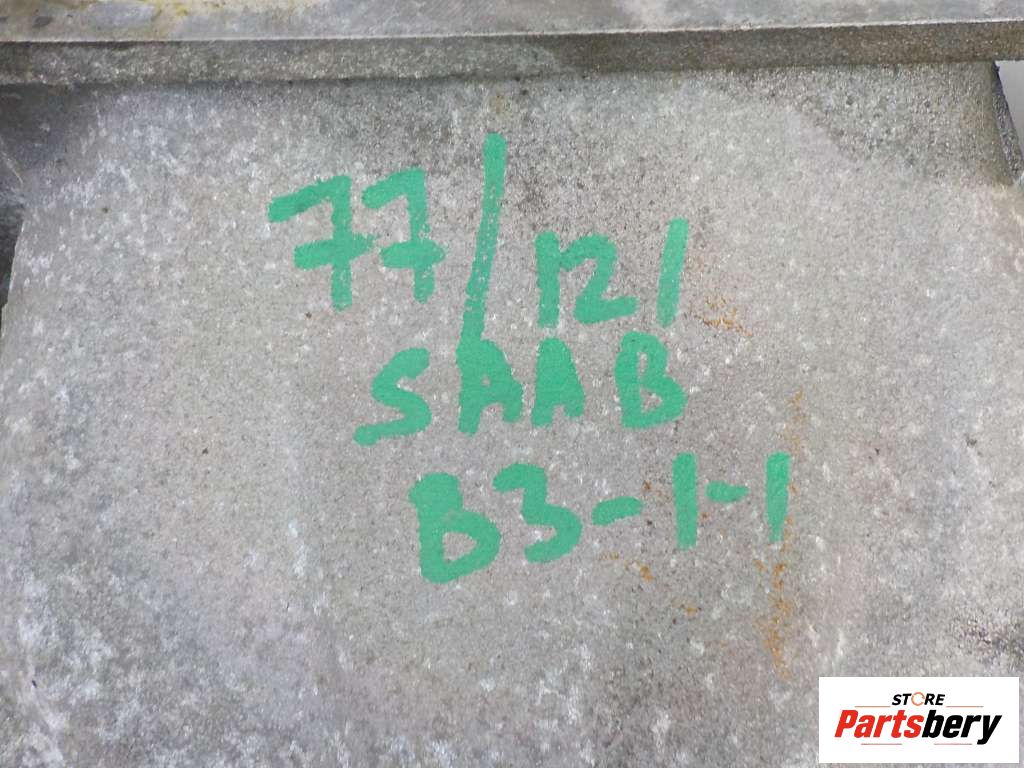 77/121
SAAB
B3-1-1
STORE
Partsbery